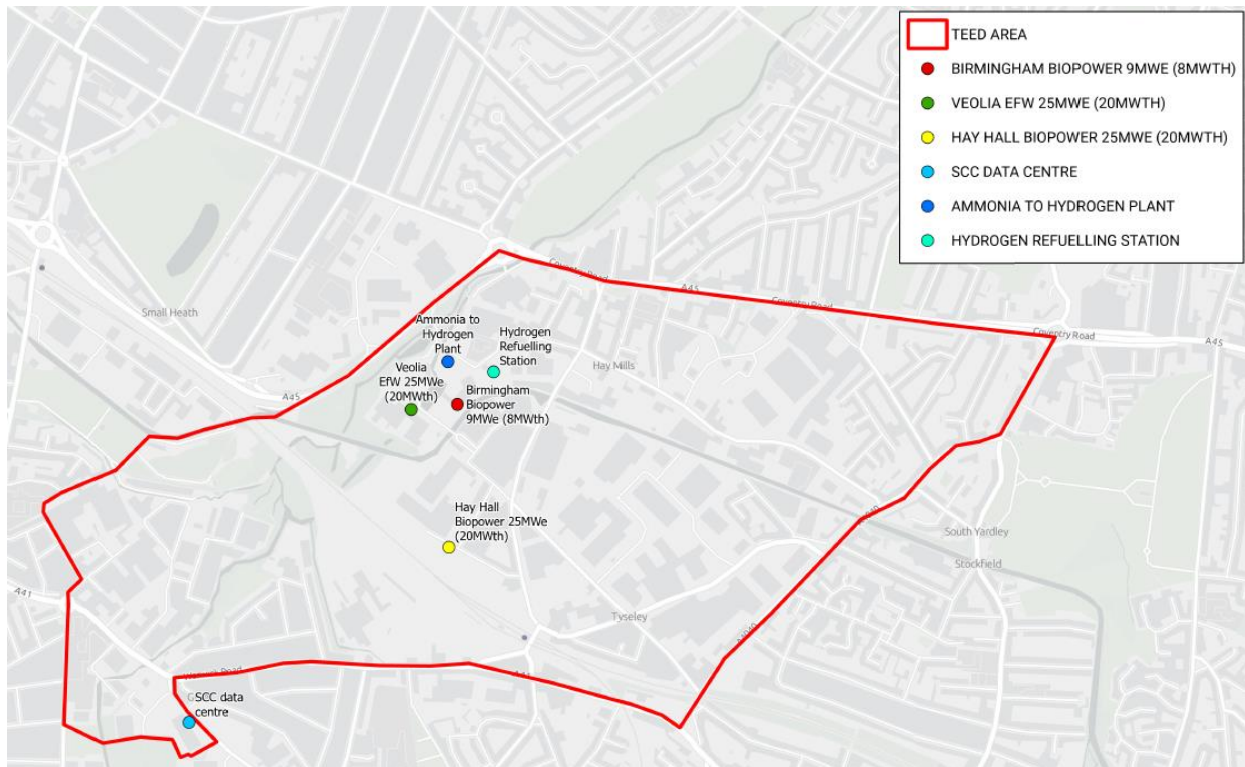 TEED AREA
BIRMINGHAM BIOPOWER 9MWE (8MWTH)
VEOLIA EFW 25MWE (20MWTH)
HAY HALL BIOPOWER 25MWE (20MWTH)
SCC DATA CENTRE
AMMONIA TO HYDROGEN PLANT
HYDROGEN REFUELLING STATION
Coventry Road
A45
Coventry Road
Coventry Road
A45
Small Heath
Ammonia to
Hydrogen
Plant
Hydrogen
Refuelling
Station
Hay Mills
Veolia
EfW 25MWe
(20MWth)
Birmingham
Biopower
9MWe (8MWth)
A45
Hay Hall
Biopower 25MWe
(20MWth)
South Yardley
Stockfield
A41
Tyseley
SCC data
centre